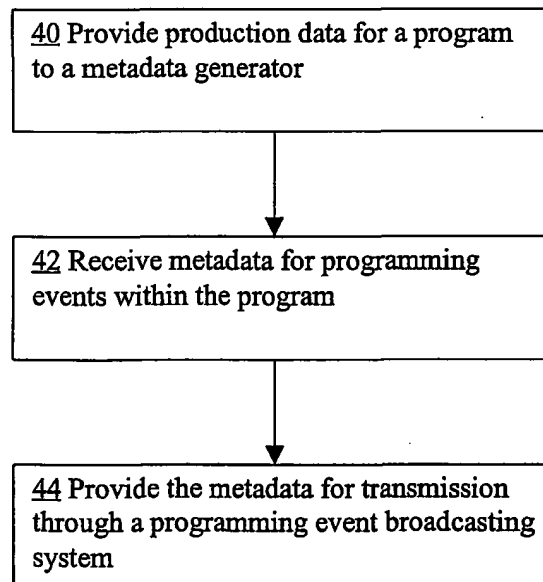 40 Provide production data for a program
to a metadata generator
42 Receive metadata for programming
events within the program
44 Provide the metadata for transmission
through a programming event broadcasting
system